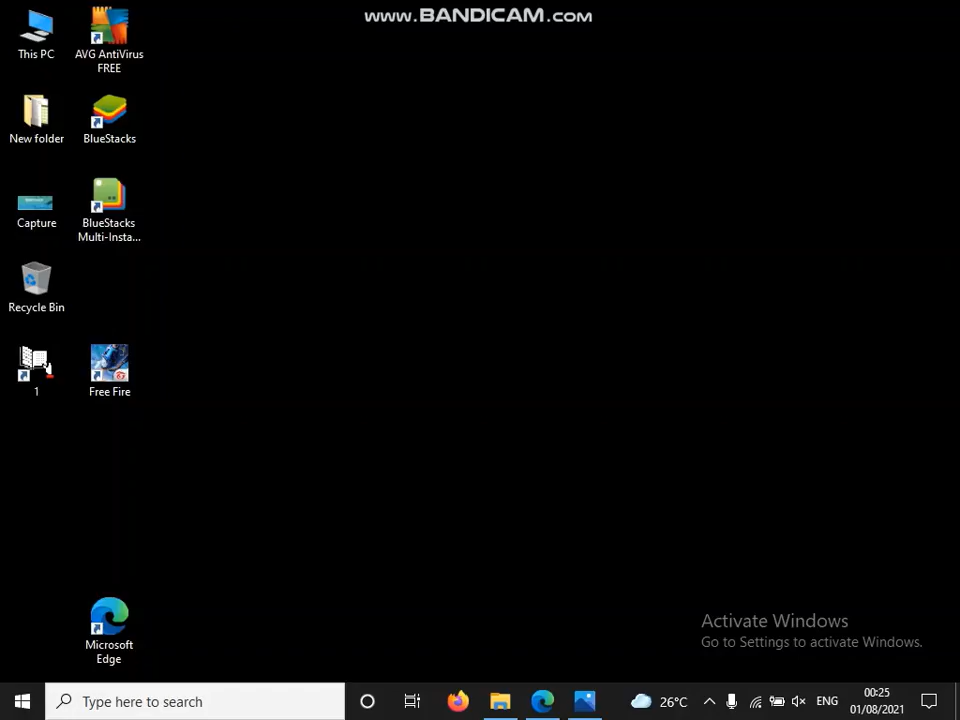 www.BANDICAM.com
This PC
AVG AntiVirus
FREE
New folder
BlueStacks
Capture
BlueStacks
Multi-Insta...
Recycle Bin
1
Free Fire
Microsoft
Edge
Activate Windows
Go to Settings to activate Windows.
Type here to search
26°C
ENG
00:25
01/08/2021